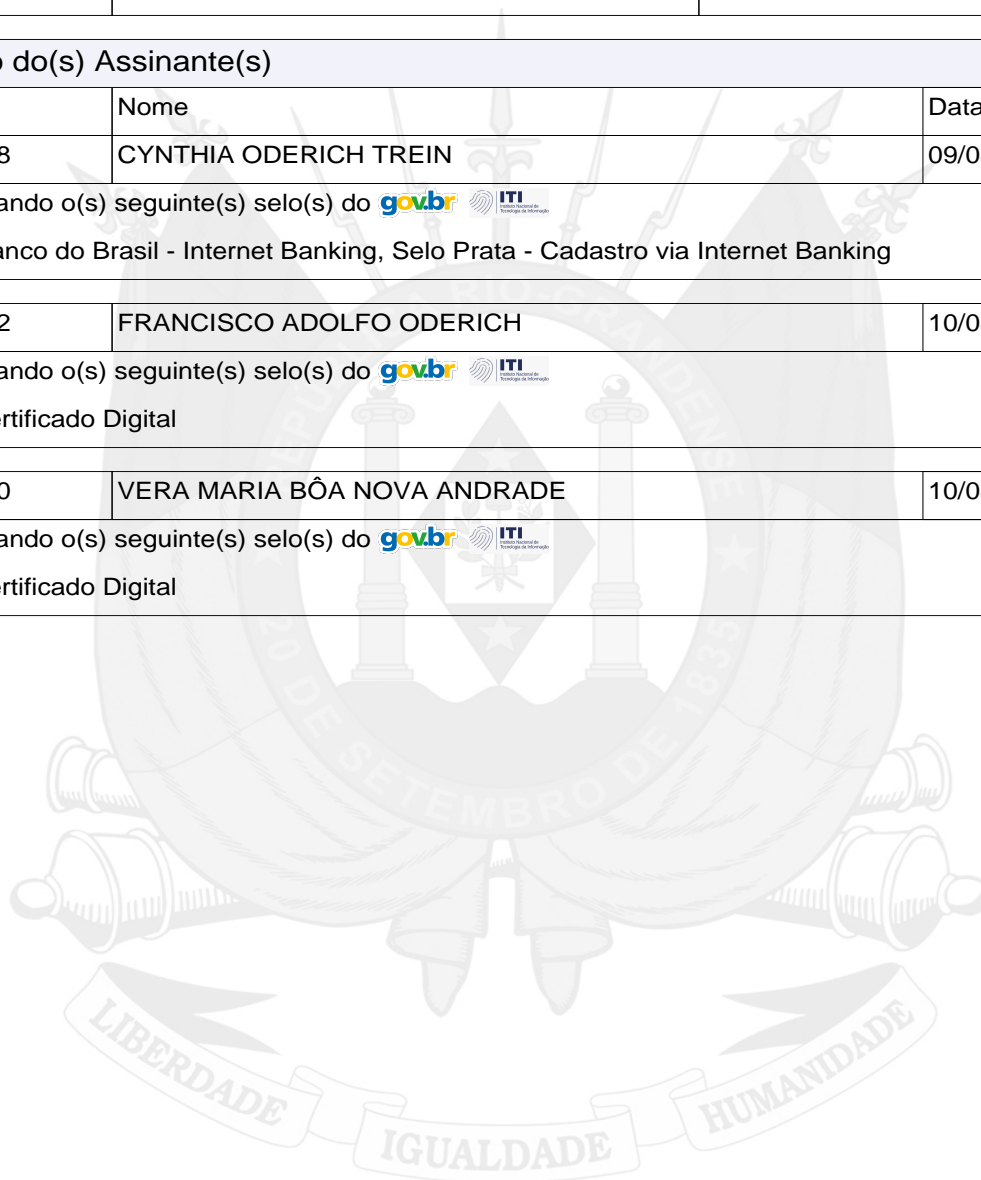 o do(s) Assinante(s)
Nome Data
8 CYNTHIA ODERICH TREIN 09/0
ando o(s) seguinte(s) selo(s) do gov.br ITI
anco do Brasil - Internet Banking, Selo Prata - Cadastro via Internet Banking
2 FRANCISCO ADOLFO ODERICH 10/0
ando o(s) seguinte(s) selo(s) do gov.br ITI
ertificado Digital
0 VERA MARIA BÔA NOVA ANDRADE 10/0
ando o(s) seguinte(s) selo(s) do gov.br ITI
ertificado Digital
REPUBLICA RIO-GRANDENSE
20 DE SETEMBRO DE 1835
LIBERDADE IGUALDADE HUMANIDADE